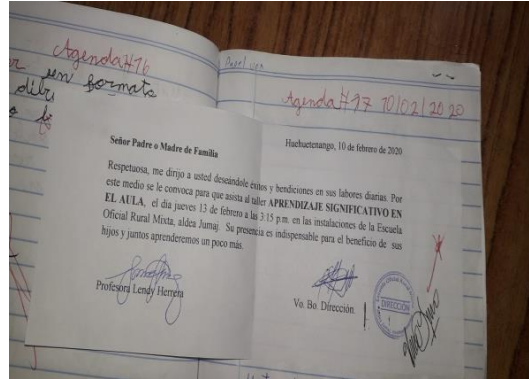 Agenda#16
en formato
Agenda #17 10/02/2020
Huehuetenango, 10 de febrero de 2020
Señor Padre o Madre de Familia
Respetuosa, me dirijo a usted deseándole éxitos y bendiciones en sus labores diarias. Por
este medio se le convoca para que asista al taller APRENDIZAJE SIGNIFICATIVO EN
EL AULA, el día jueves 13 de febrero a las 3:15 p.m. en las instalaciones de la Escuela
Oficial Rural Mixta, aldea Jumaj. Su presencia es indispensable para el beneficio de sus
hijos y juntos aprenderemos un poco más.
Profesora Lendy Herrera
Vo. Bo. Dirección
DIRECCIÓN